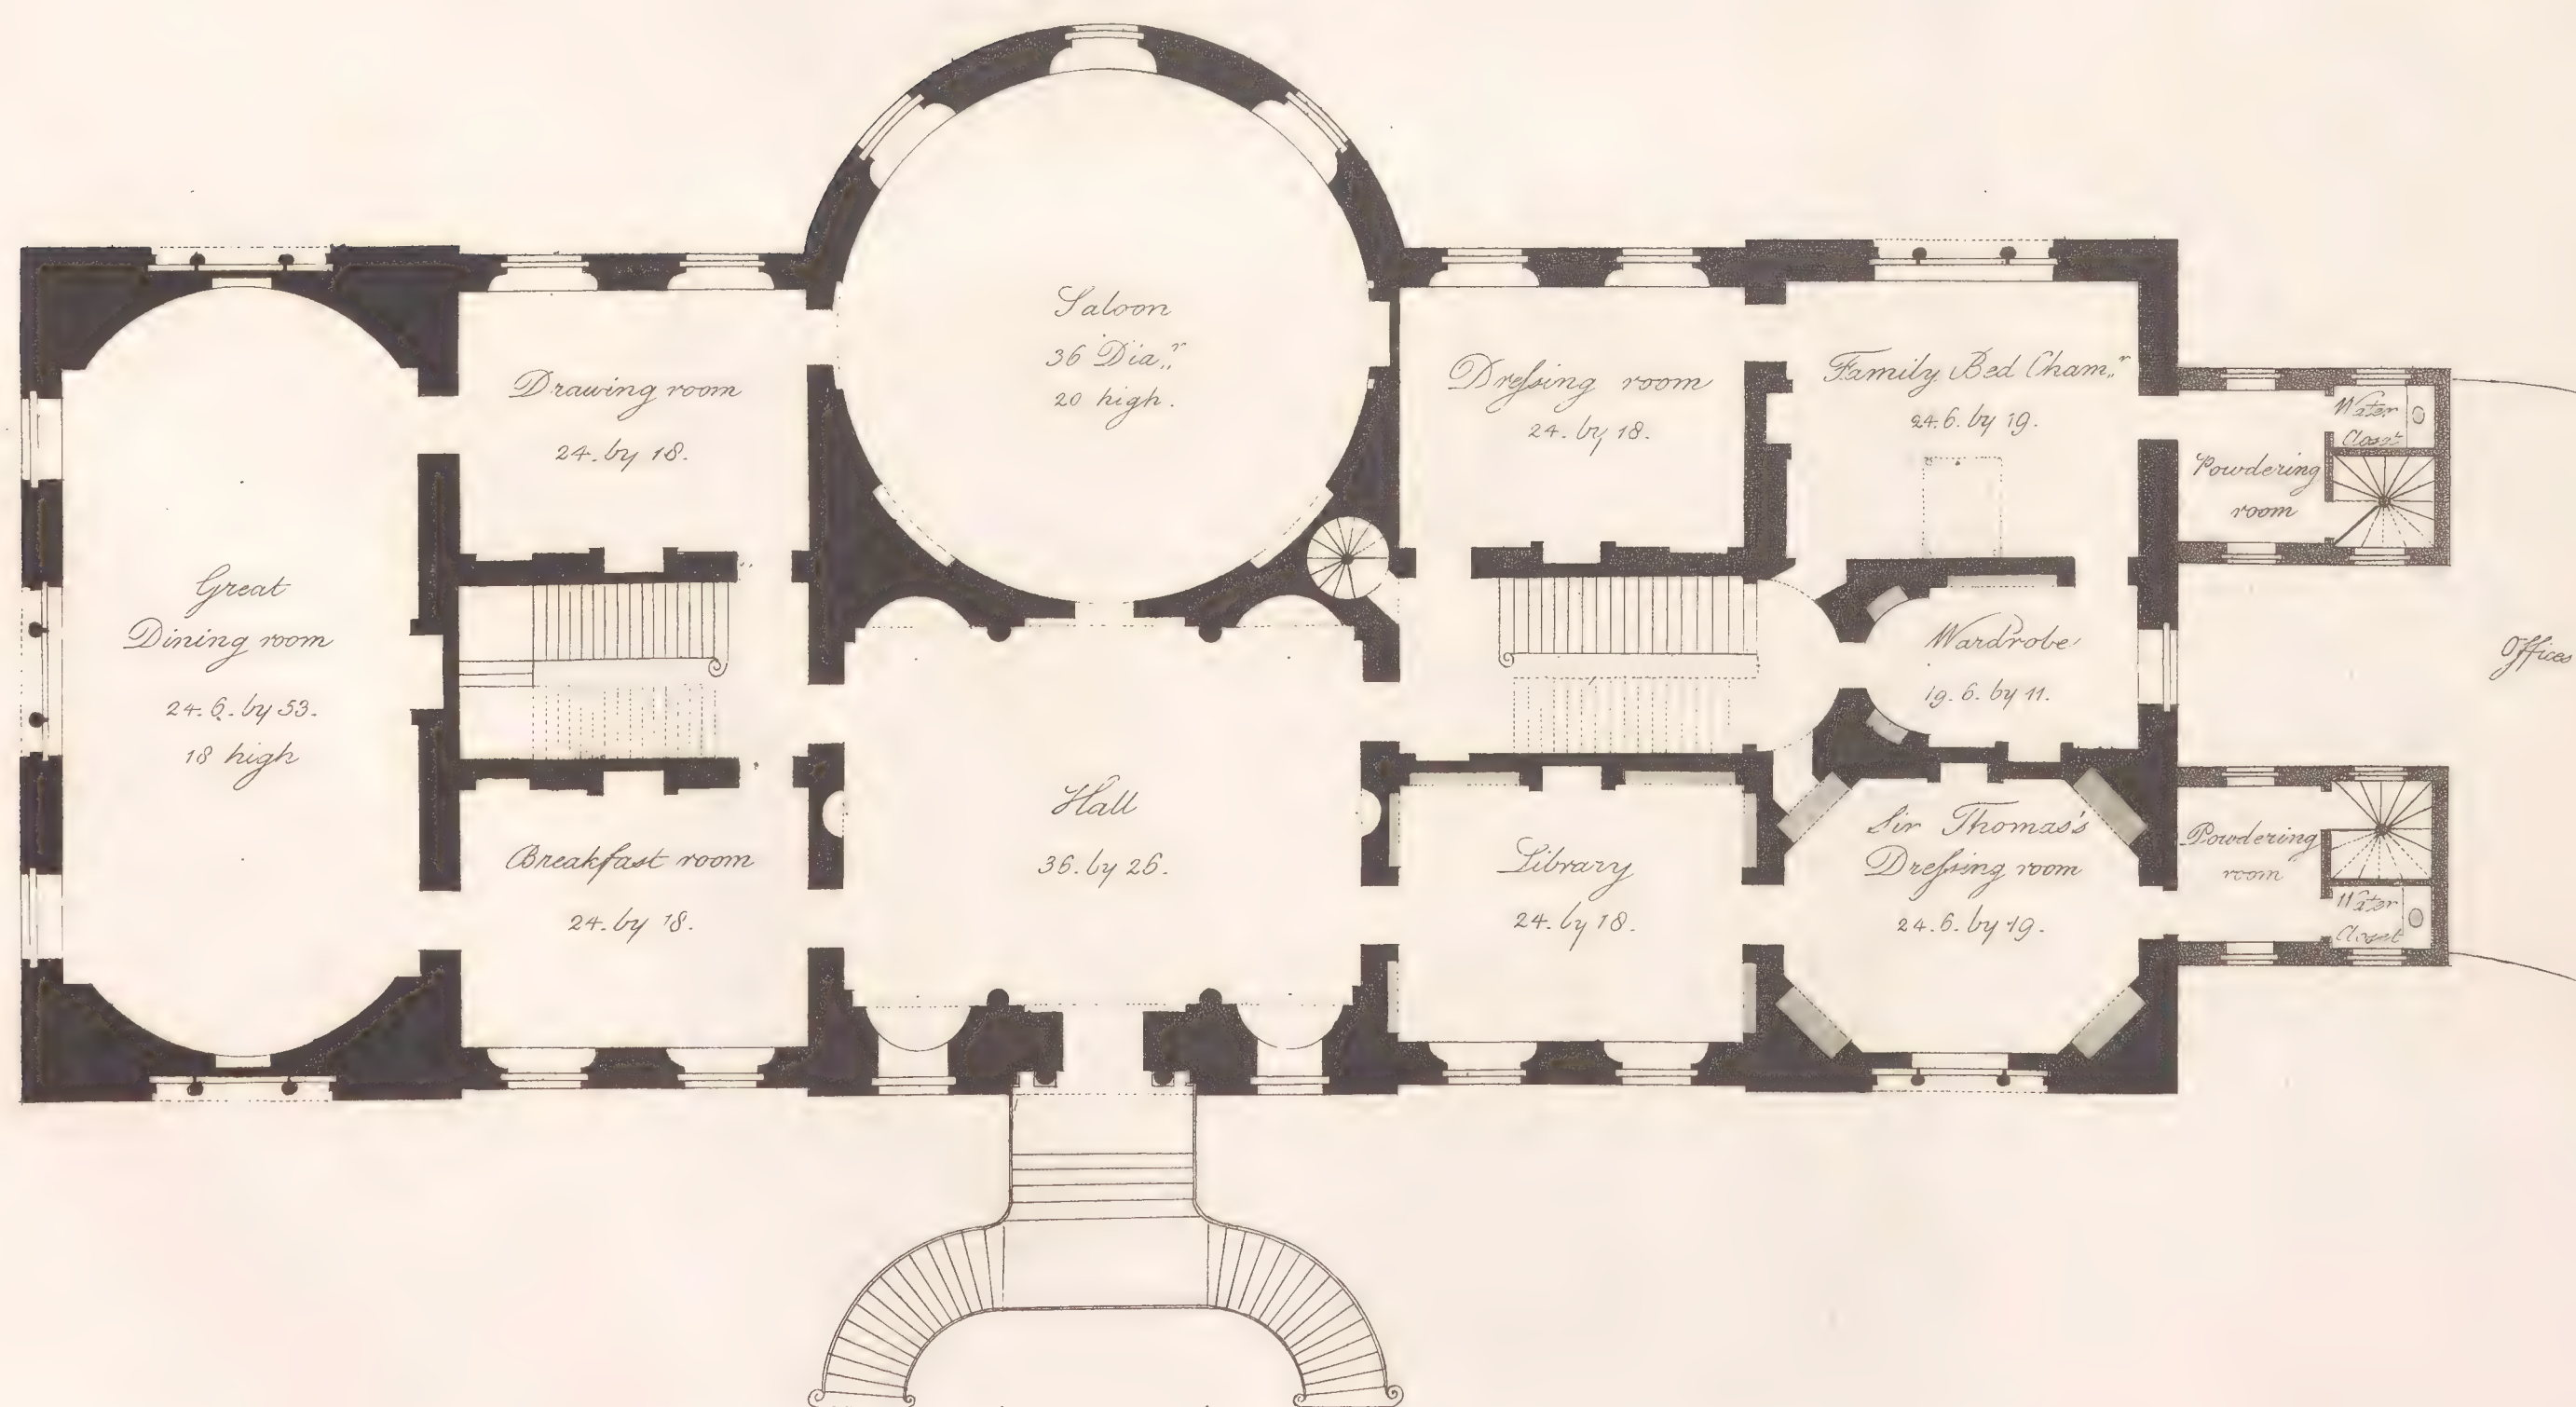 Saloon
36 Dia.r
20 high.
Drawing room
24. by 18.
Dreſsing room
24. by 18.
Family Bed Cham.r
24.6. by 19.
Water
Closet
Powdering
room
Great
Dining room
24.6. by 53.
18 high
Wardrobe
19.6. by 11.
Offices
Hall
36. by 26.
Breakfast room
24. by 18.
Library
24. by 18.
Sir Thomas's
Dreſsing room
24.6. by 19.
Powdering
room
Water
Closet